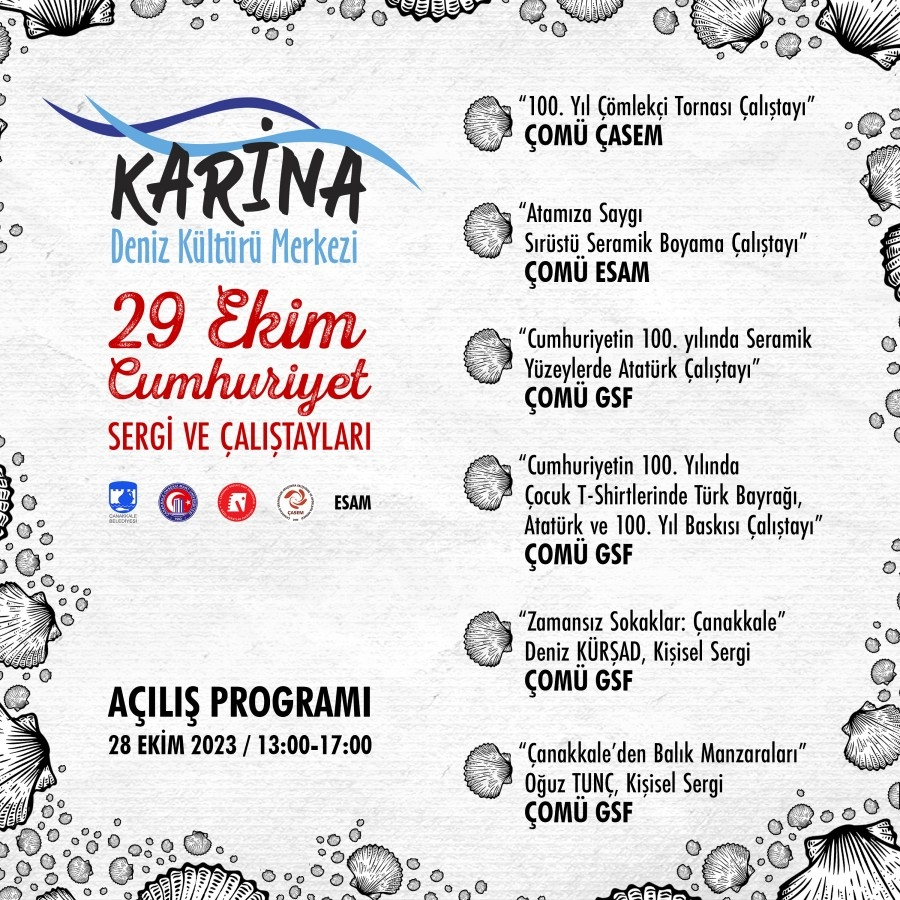 KARİNA
Deniz Kültürü Merkezi
29 Ekim
Cumhuriyet
SERGİ VE ÇALIŞTAYLARI
ÇANAKKALE
BELEDİYESİ
ÇASEM
ESAM
AÇILIŞ PROGRAMI
28 EKİM 2023 / 13:00-17:00
“100. Yıl Çömlekçi Tornası Çalıştayı”
ÇOMÜ ÇASEM
“Atamıza Saygı
Sırüstü Seramik Boyama Çalıştayı”
ÇOMÜ ESAM
“Cumhuriyetin 100. yılında Seramik
Yüzeylerde Atatürk Çalıştayı”
ÇOMÜ GSF
“Cumhuriyetin 100. Yılında
Çocuk T-Shirtlerinde Türk Bayrağı,
Atatürk ve 100. Yıl Baskısı Çalıştayı”
ÇOMÜ GSF
“Zamansız Sokaklar: Çanakkale”
Deniz KÜRŞAD, Kişisel Sergi
ÇOMÜ GSF
“Çanakkale’den Balık Manzaraları”
Oğuz TUNÇ, Kişisel Sergi
ÇOMÜ GSF